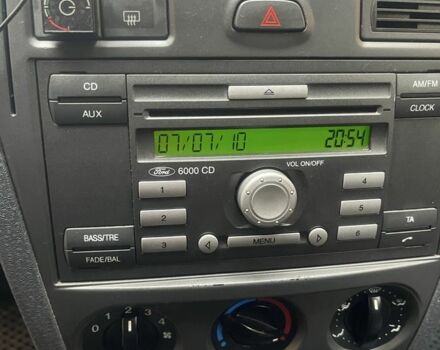 CD
AM/FM
AUX
CLOCK
07/07/10 20:54
Ford 6000 CD
VOL ON/OFF
1
4
2
5
3
6
BASS/TRE
TA
FADE/BAL
MENU
0
1
2
3
4